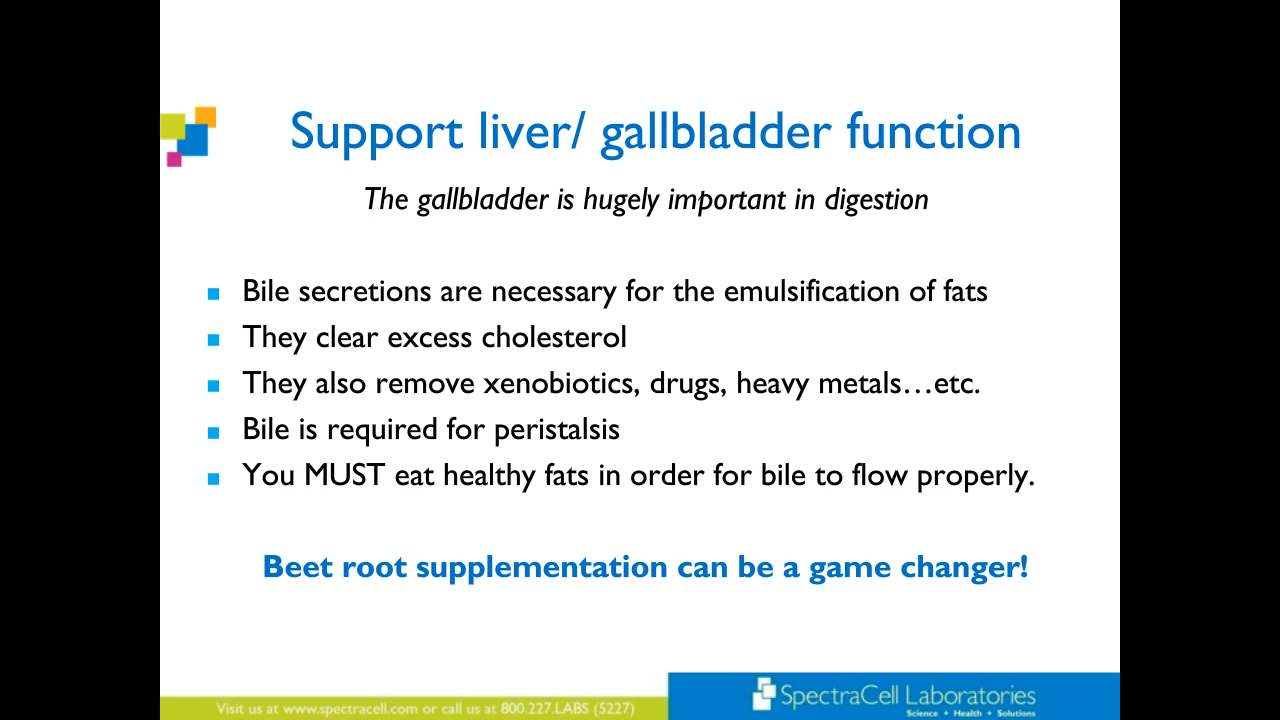 Support liver/ gallbladder function
The gallbladder is hugely important in digestion
Bile secretions are necessary for the emulsification of fats
They clear excess cholesterol
They also remove xenobiotics, drugs, heavy metals…etc.
Bile is required for peristalsis
You MUST eat healthy fats in order for bile to flow properly.
Beet root supplementation can be a game changer!
Visit us at www.spectracell.com or call us at 800.227.LABS (5227)
SpectraCell Laboratories
Science + Health + Solutions